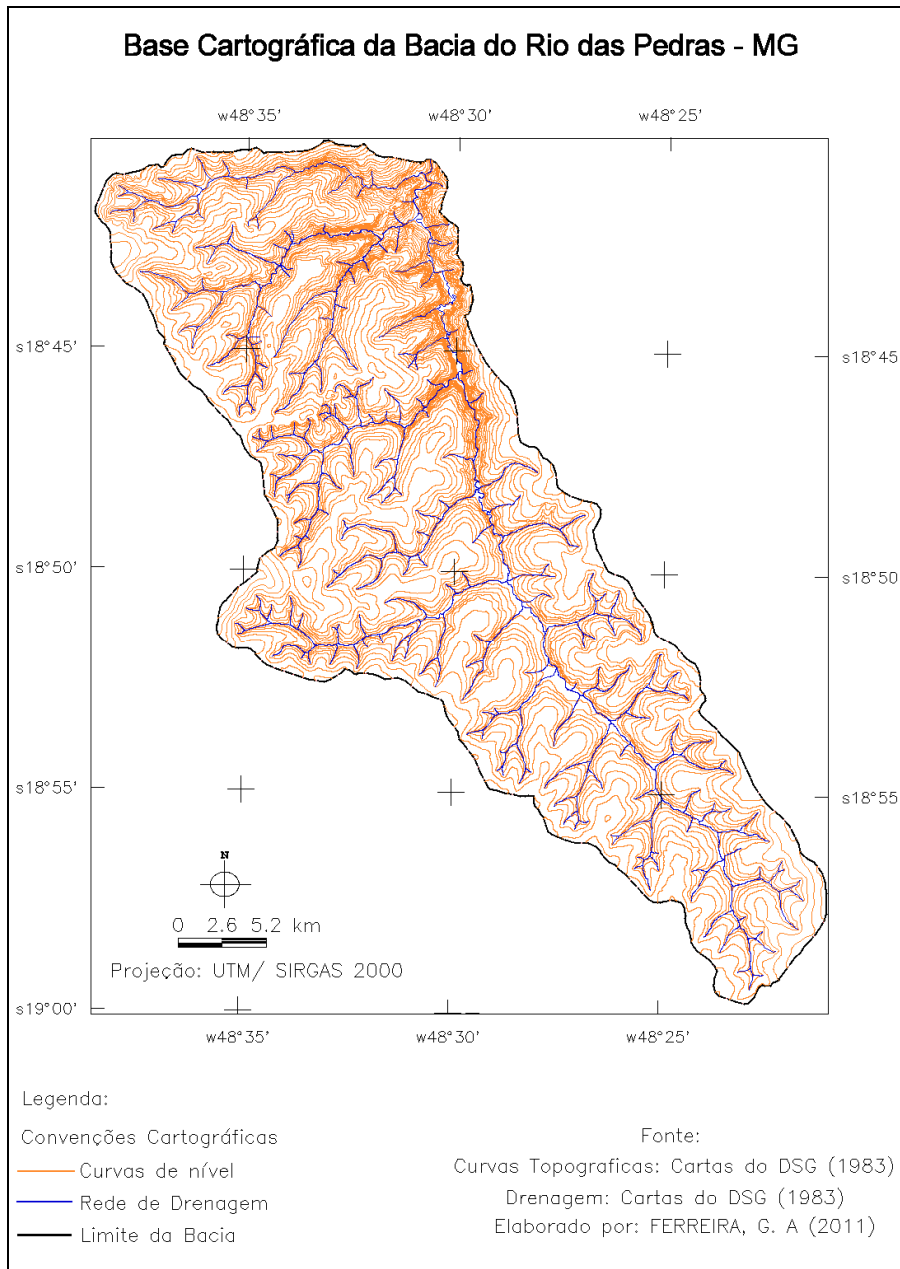 Base Cartográfica da Bacia do Rio das Pedras - MG
w48°35' w48°30' w48°25'
s18°45' s18°45'
s18°50' s18°50'
s18°55' s18°55'
N
0 2.6 5.2 km
Projeção: UTM/ SIRGAS 2000
s19°00'
w48°35' w48°30' w48°25'
Legenda:
Convenções Cartográficas
Curvas de nível
Rede de Drenagem
Limite da Bacia
Fonte:
Curvas Topograficas: Cartas do DSG (1983)
Drenagem: Cartas do DSG (1983)
Elaborado por: FERREIRA, G. A (2011)